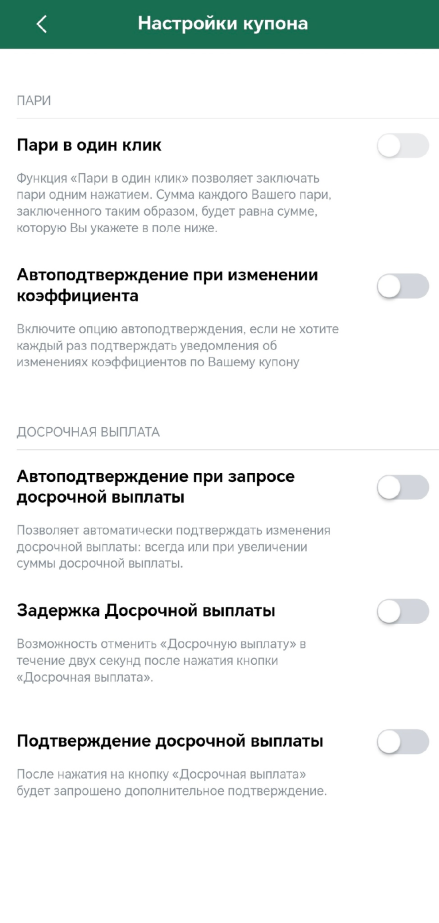 Настройки купона
ПАРИ
Пари в один клик
Функция «Пари в один клик» позволяет заключать
пари одним нажатием. Сумма каждого Вашего пари,
заключенного таким образом, будет равна сумме,
которую Вы укажете в поле ниже.
Автоподтверждение при изменении
коэффициента
Включите опцию автоподтверждения, если не хотите
каждый раз подтверждать уведомления об
изменениях коэффициентов по Вашему купону
ДОСРОЧНАЯ ВЫПЛАТА
Автоподтверждение при запросе
досрочной выплаты
Позволяет автоматически подтверждать изменения
досрочной выплаты: всегда или при увеличении
суммы досрочной выплаты.
Задержка Досрочной выплаты
Возможность отменить «Досрочную выплату» в
течение двух секунд после нажатия кнопки
«Досрочная выплата».
Подтверждение досрочной выплаты
После нажатия на кнопку «Досрочная выплата»
будет запрошено дополнительное подтверждение.